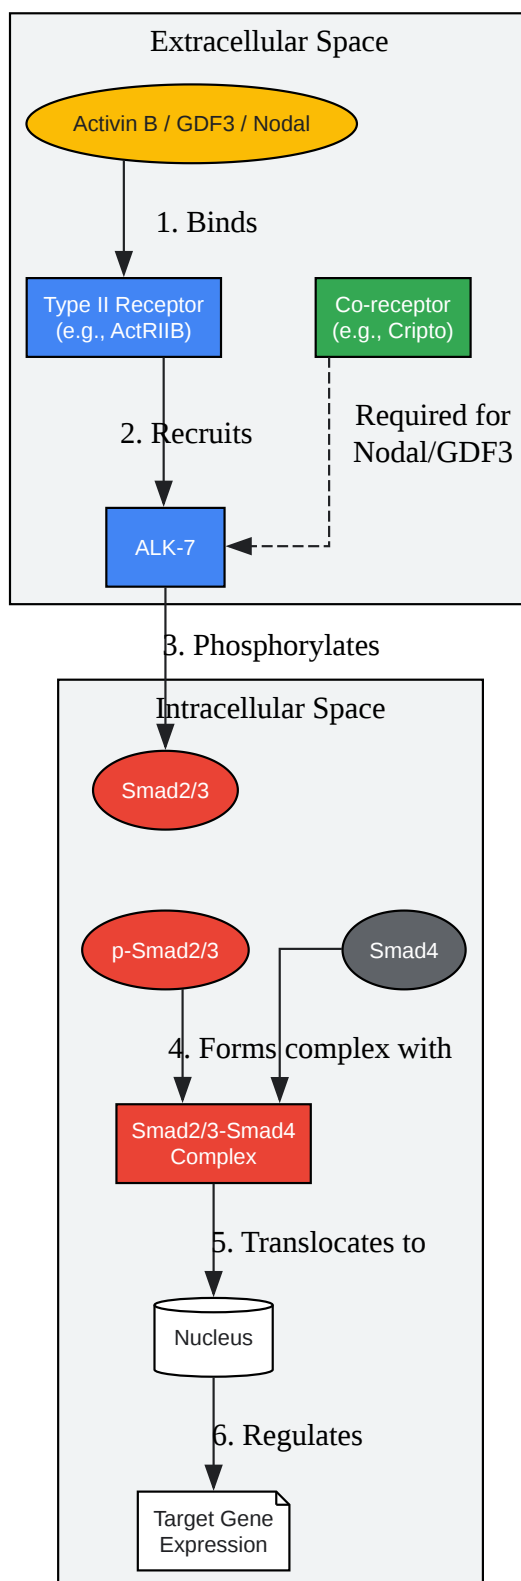 Extracellular Space
Activin B / GDF3 / Nodal
1. Binds
Type II Receptor
(e.g., ActRIIB)
Co-receptor
(e.g., Cripto)
2. Recruits
Required for
Nodal/GDF3
ALK-7
3. Phosphorylates
Intracellular Space
Smad2/3
p-Smad2/3
Smad4
4. Forms complex with
Smad2/3-Smad4
Complex
5. Translocates to
Nucleus
6. Regulates
Target Gene
Expression